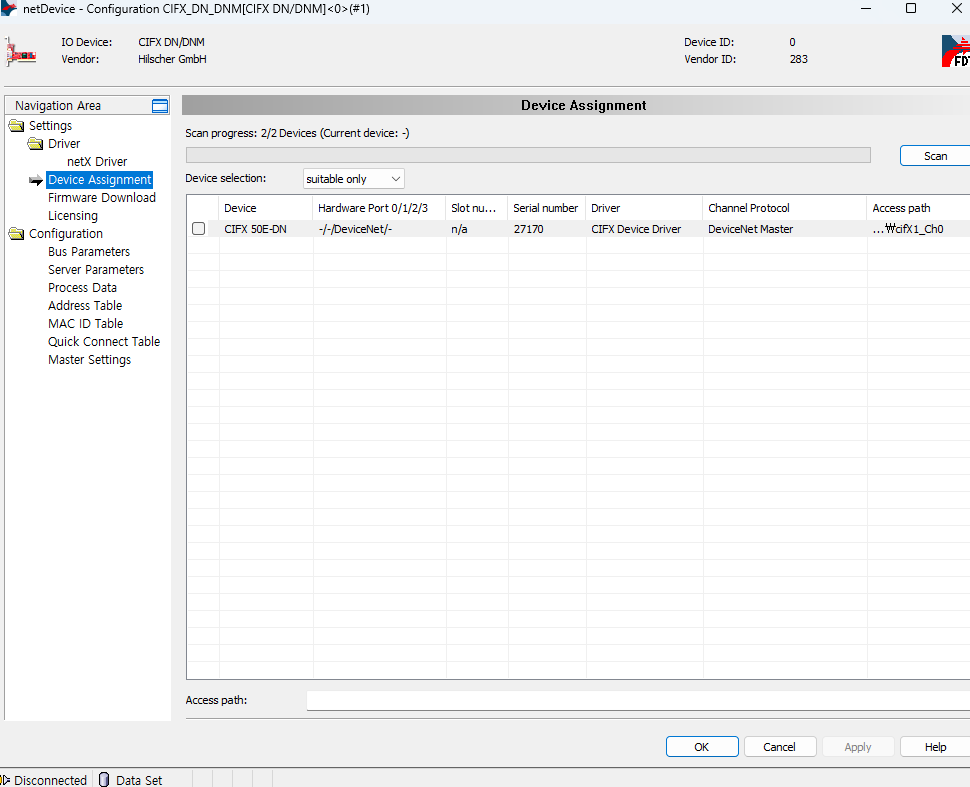 netDevice - Configuration CIFX_DN_DNM[CIFX DN/DNM]<0>(#1)
IO Device: CIFX DN/DNM Device ID: 0
Vendor: Hilscher GmbH Vendor ID: 283
FDT
Navigation Area
Settings
Driver
netX Driver
Device Assignment
Firmware Download
Licensing
Configuration
Bus Parameters
Server Parameters
Process Data
Address Table
MAC ID Table
Quick Connect Table
Master Settings
Device Assignment
Scan progress: 2/2 Devices (Current device: -)
Scan
Device selection: suitable only
Device Hardware Port 0/1/2/3 Slot nu... Serial number Driver Channel Protocol Access path
CIFX 50E-DN -/-/DeviceNet/- n/a 27170 CIFX Device Driver DeviceNet Master ...₩cifX1_Ch0
Access path:
OK Cancel Apply Help
Disconnected Data Set